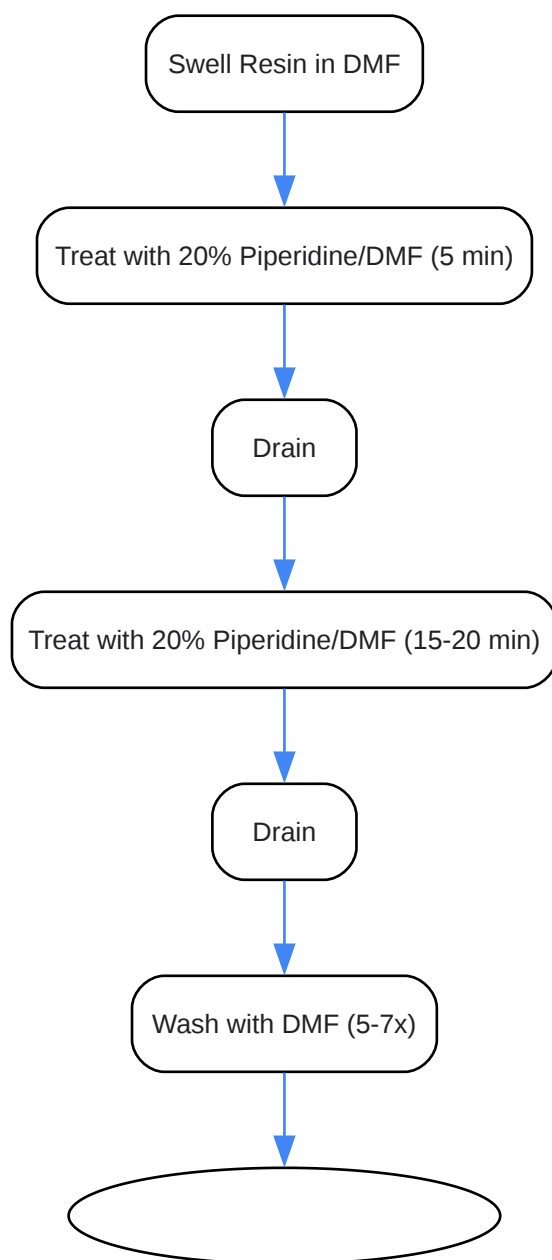 Swell Resin in DMF
Treat with 20% Piperidine/DMF (5 min)
Drain
Treat with 20% Piperidine/DMF (15-20 min)
Drain
Wash with DMF (5-7x)